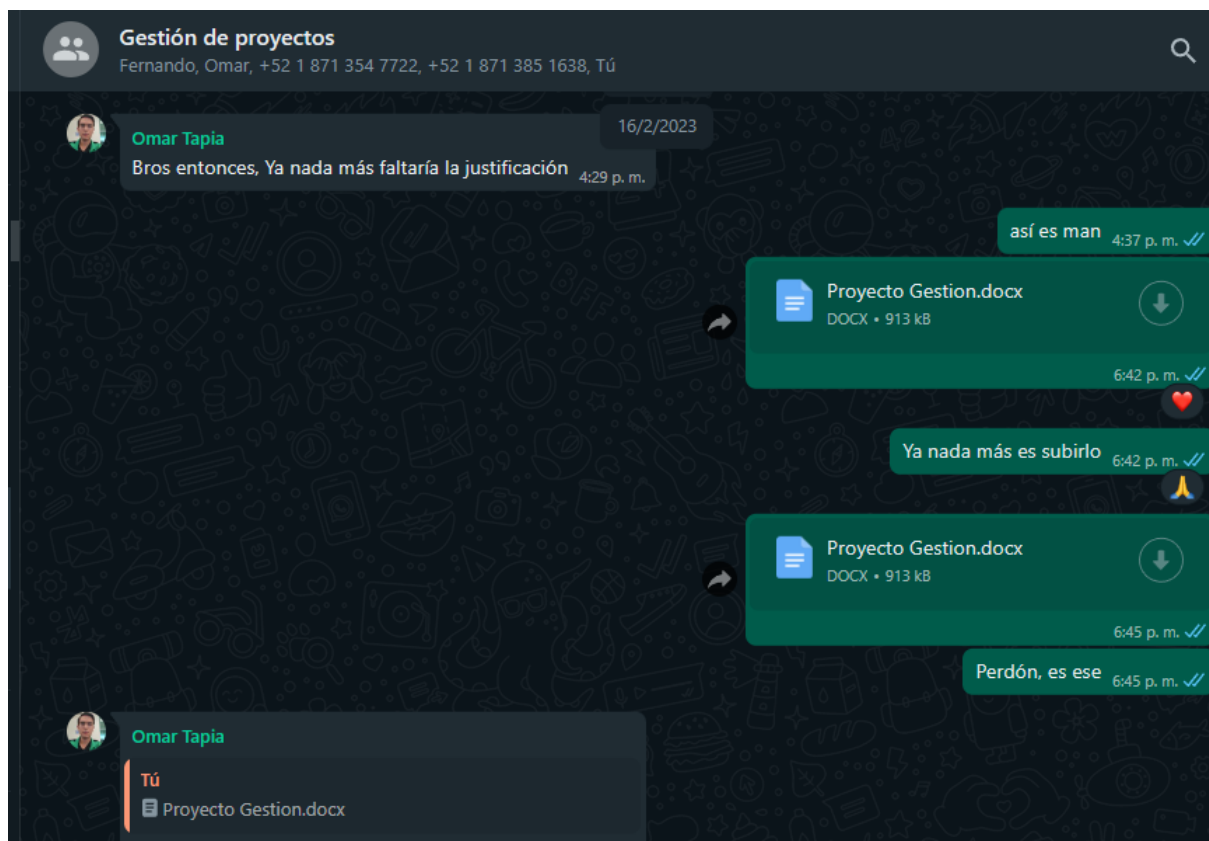 Gestión de proyectos
Fernando, Omar, +52 1 871 354 7722, +52 1 871 385 1638, Tú
16/2/2023
Omar Tapia
Bros entonces, Ya nada más faltaría la justificación 4:29 p. m.
así es man 4:37 p. m.
Proyecto Gestion.docx
DOCX • 913 kB
6:42 p. m.
Ya nada más es subirlo 6:42 p. m.
Proyecto Gestion.docx
DOCX • 913 kB
6:45 p. m.
Perdón, es ese 6:45 p. m.
Omar Tapia
Tú
Proyecto Gestion.docx